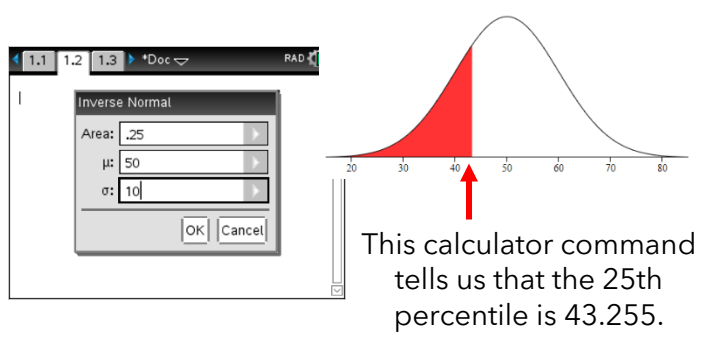 1.1 1.2 1.3 *Doc RAD
Inverse Normal
Area: .25
μ: 50
σ: 10
OK Cancel
20 30 40 50 60 70 80
This calculator command
tells us that the 25th
percentile is 43.255.